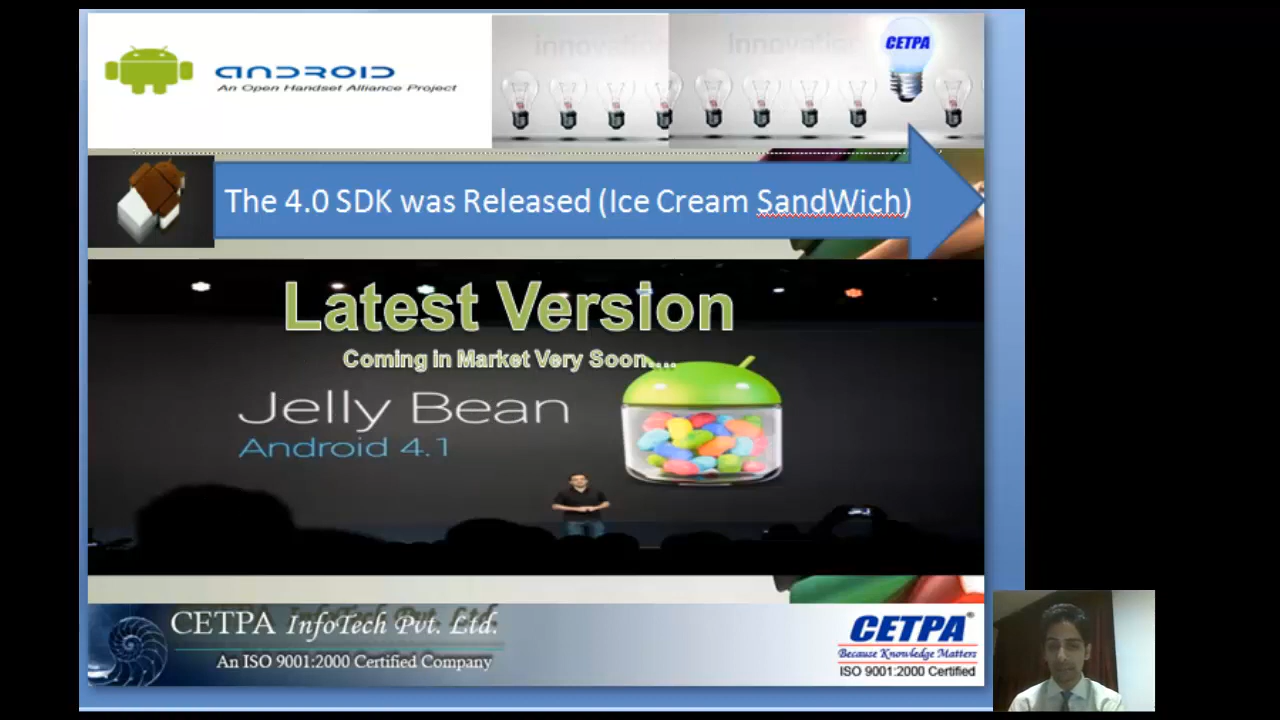 ANDROID
An Open Handset Alliance Project
innovative
innovation
CETPA
The 4.0 SDK was Released (Ice Cream SandWich)
Latest Version
Coming in Market Very Soon....
Jelly Bean
Android 4.1
CETPA InfoTech Pvt. Ltd.
An ISO 9001:2000 Certified Company
CETPA®
Because Knowledge Matters
ISO 9001:2000 Certified